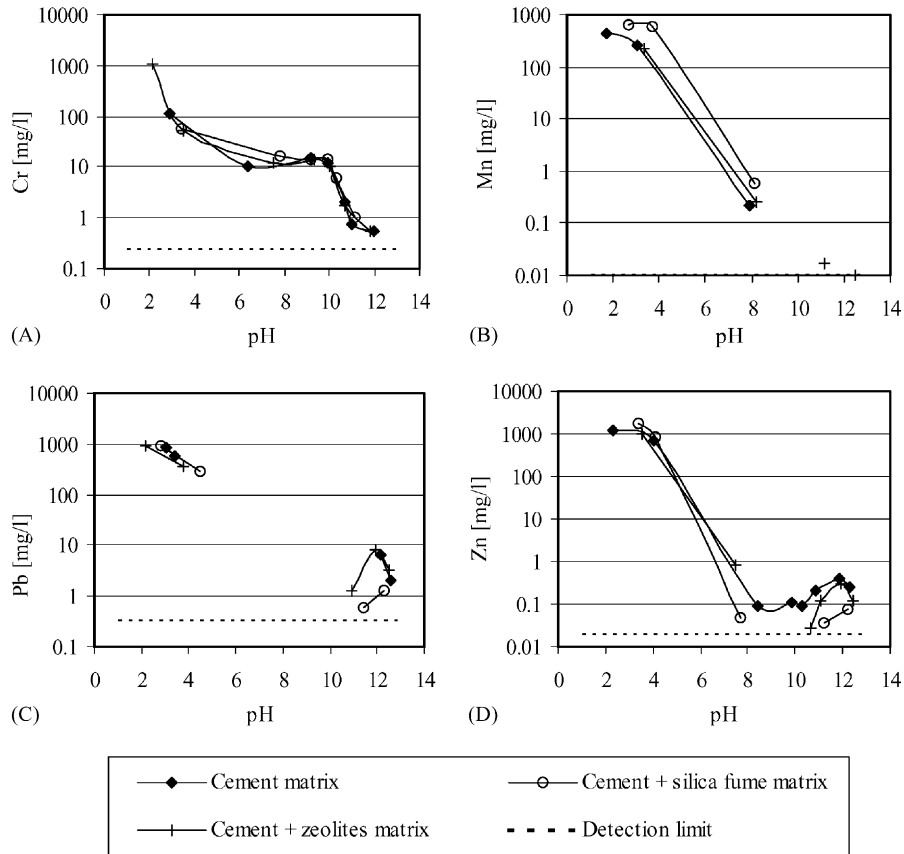 10000
1000
100
10
1
0.1
Cr [mg/l]
0 2 4 6 8 10 12 14
(A) pH
1000
100
10
1
0.1
0.01
Mn [mg/l]
0 2 4 6 8 10 12 14
(B) pH
10000
1000
100
10
1
0.1
Pb [mg/l]
0 2 4 6 8 10 12 14
(C) pH
10000
1000
100
10
1
0.1
0.01
Zn [mg/l]
0 2 4 6 8 10 12 14
(D) pH
Cement matrix
Cement + silica fume matrix
Cement + zeolites matrix
Detection limit